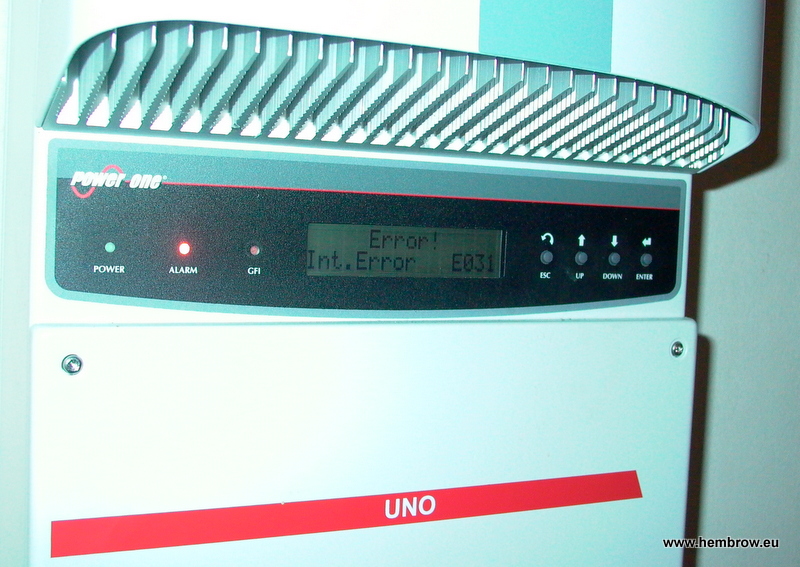 power-one
Error!
Int.Error E031
POWER ALARM GFI
ESC UP DOWN ENTER
UNO
www.hembrow.eu